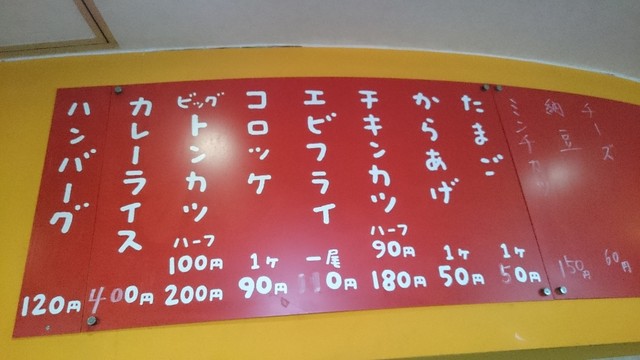 チーズ
60円
納豆
150円
ミンチカツ
たまご
1ケ
50円
からあげ
1ケ
50円
チキンカツ
ハーフ
90円
180円
エビフライ
一尾
110円
コロッケ
1ケ
90円
ビッグ
トンカツ
ハーフ
100円
200円
カレーライス
400円
ハンバーグ
120円